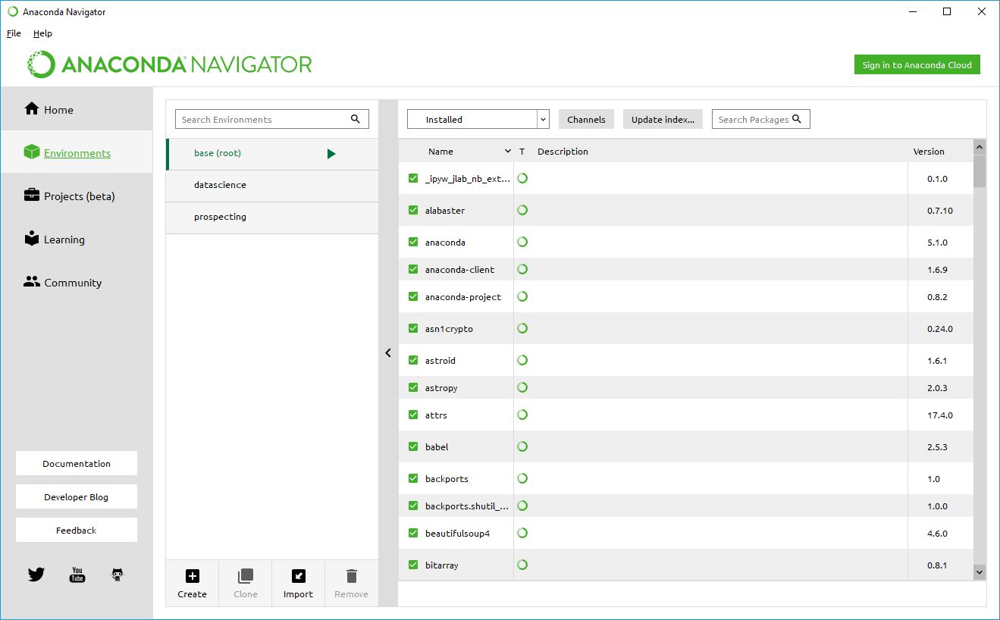 Anaconda Navigator
File Help
ANACONDA NAVIGATOR
Sign in to Anaconda Cloud
Home
Environments
Projects (beta)
Learning
Community
Documentation
Developer Blog
Feedback
You
Tube
Search Environments
base (root)
datascience
prospecting
Create Clone Import Remove
Installed Channels Update index... Search Packages
Name T Description Version
_ipyw_jlab_nb_ext... 0.1.0
alabaster 0.7.10
anaconda 5.1.0
anaconda-client 1.6.9
anaconda-project 0.8.2
asn1crypto 0.24.0
astroid 1.6.1
astropy 2.0.3
attrs 17.4.0
babel 2.5.3
backports 1.0
backports.shutil_... 1.0.0
beautifulsoup4 4.6.0
bitarray 0.8.1